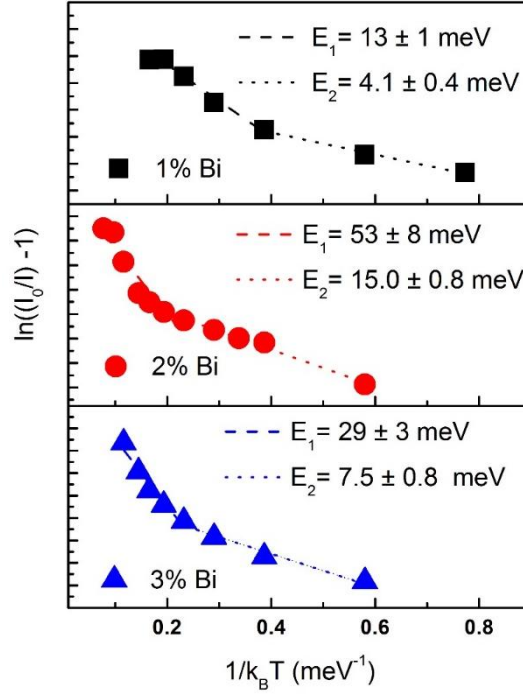 E₁= 13 ± 1 meV
E₂= 4.1 ± 0.4 meV
1% Bi
E₁= 53 ± 8 meV
E₂= 15.0 ± 0.8 meV
2% Bi
E₁= 29 ± 3 meV
E₂= 7.5 ± 0.8 meV
3% Bi
ln((I₀/I) -1)
0.2 0.4 0.6 0.8
1/k_BT (meV⁻¹)